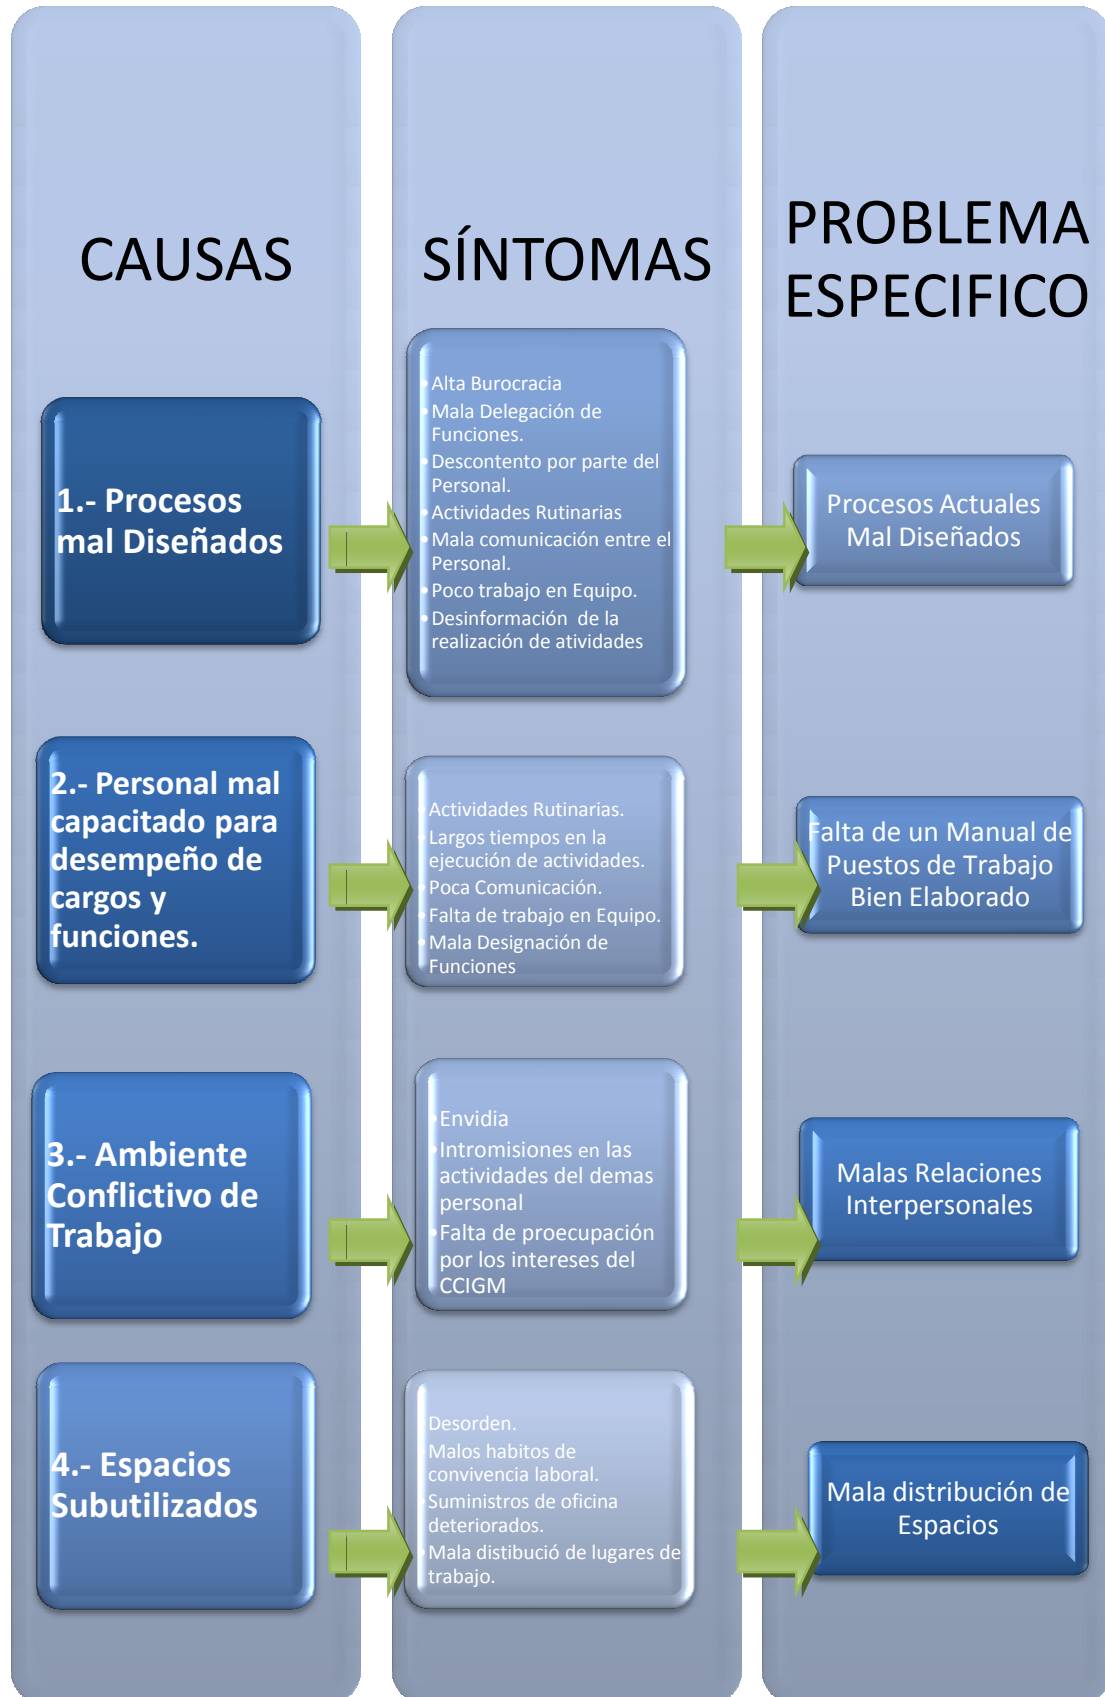 CAUSAS
1.- Procesos
mal Diseñados
2.- Personal mal
capacitado para
desempeño de
cargos y
funciones.
3.- Ambiente
Conflictivo de
Trabajo
4.- Espacios
Subutilizados
SÍNTOMAS
•Alta Burocracia
•Mala Delegación de
Funciones.
•Descontento por parte del
Personal.
•Actividades Rutinarias
•Mala comunicación entre el
Personal.
•Poco trabajo en Equipo.
•Desinformación de la
realización de atividades
•Actividades Rutinarias.
•Largos tiempos en la
ejecución de actividades.
•Poca Comunicación.
•Falta de trabajo en Equipo.
•Mala Designación de
Funciones
•Envidia
•Intromisiones en las
actividades del demas
personal
•Falta de proecupación
por los intereses del
CCIGM
•Desorden.
•Malos habitos de
convivencia laboral.
•Suministros de oficina
deteriorados.
•Mala distibució de lugares de
trabajo.
PROBLEMA
ESPECIFICO
Procesos Actuales
Mal Diseñados
Falta de un Manual de
Puestos de Trabajo
Bien Elaborado
Malas Relaciones
Interpersonales
Mala distribución de
Espacios